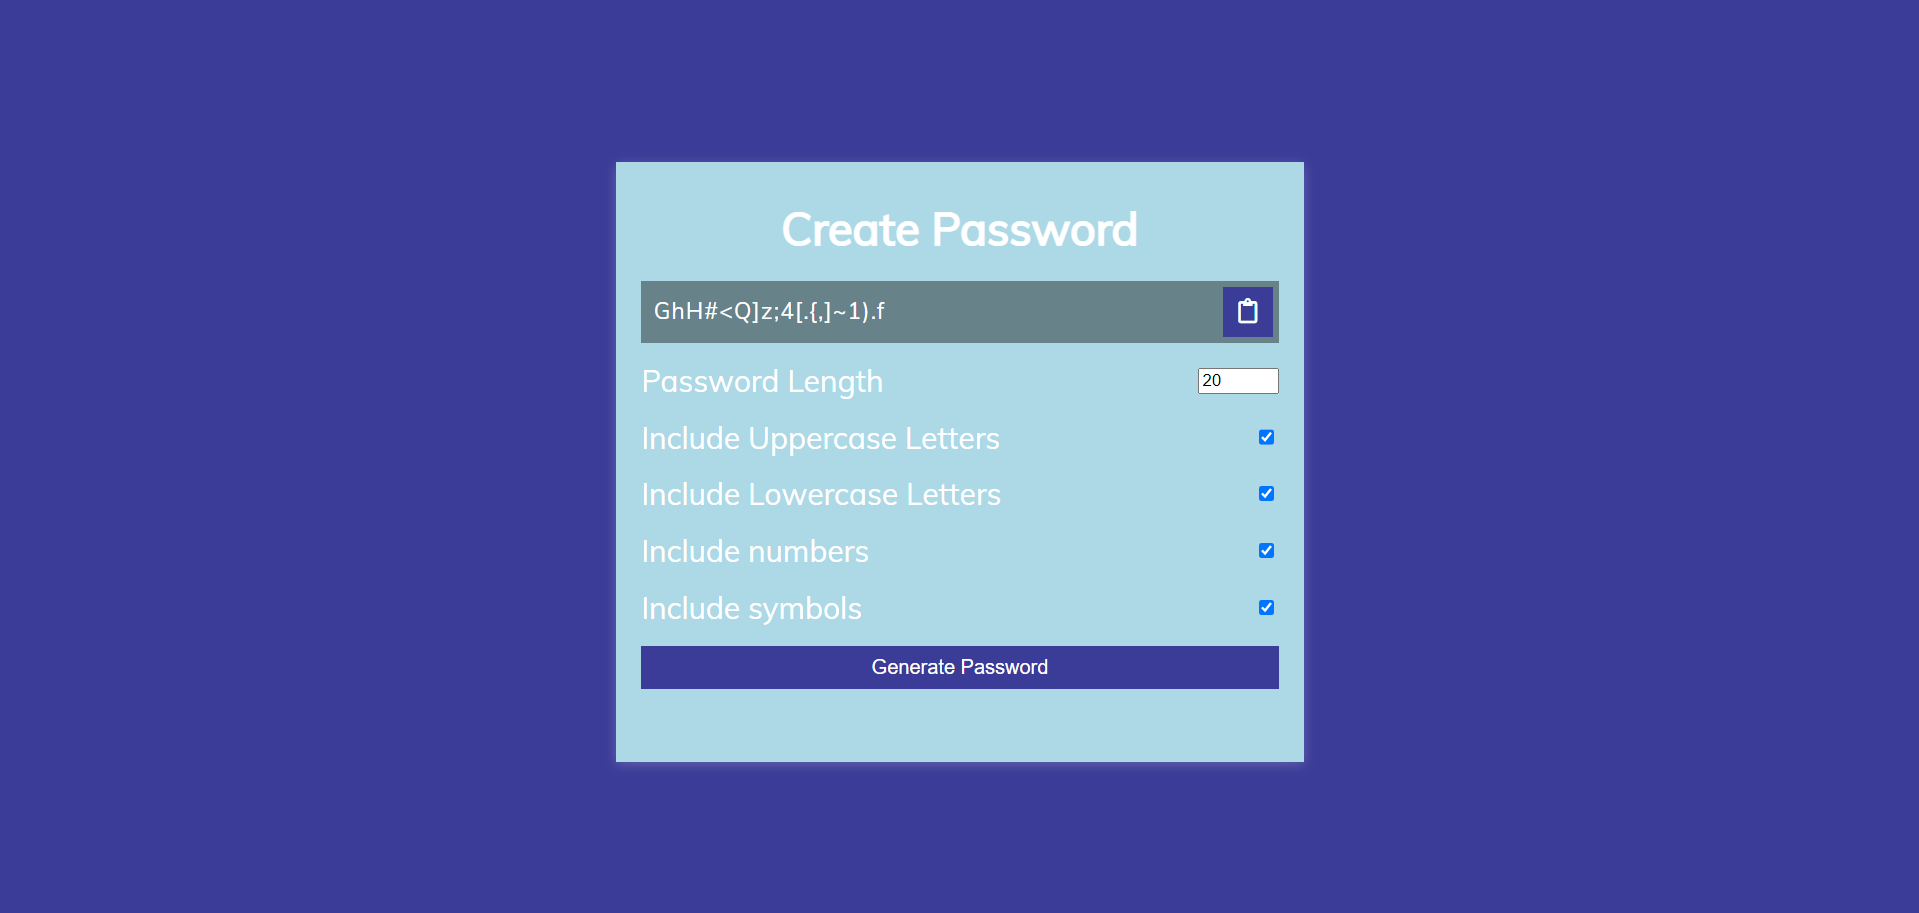 Create Password
GhH#<Q]z;4[.{,]~1).f
Password Length 20
Include Uppercase Letters
Include Lowercase Letters
Include numbers
Include symbols
Generate Password